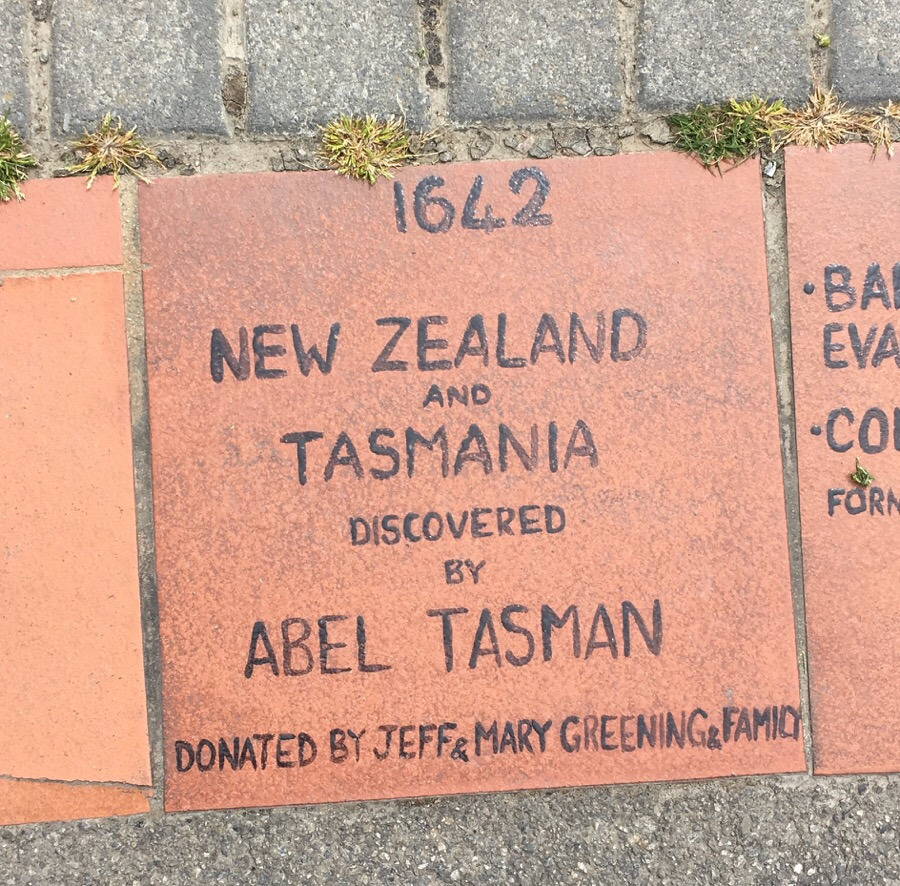 1642
NEW ZEALAND
AND
TASMANIA
DISCOVERED
BY
ABEL TASMAN
DONATED BY JEFF & MARY GREENING & FAMILY